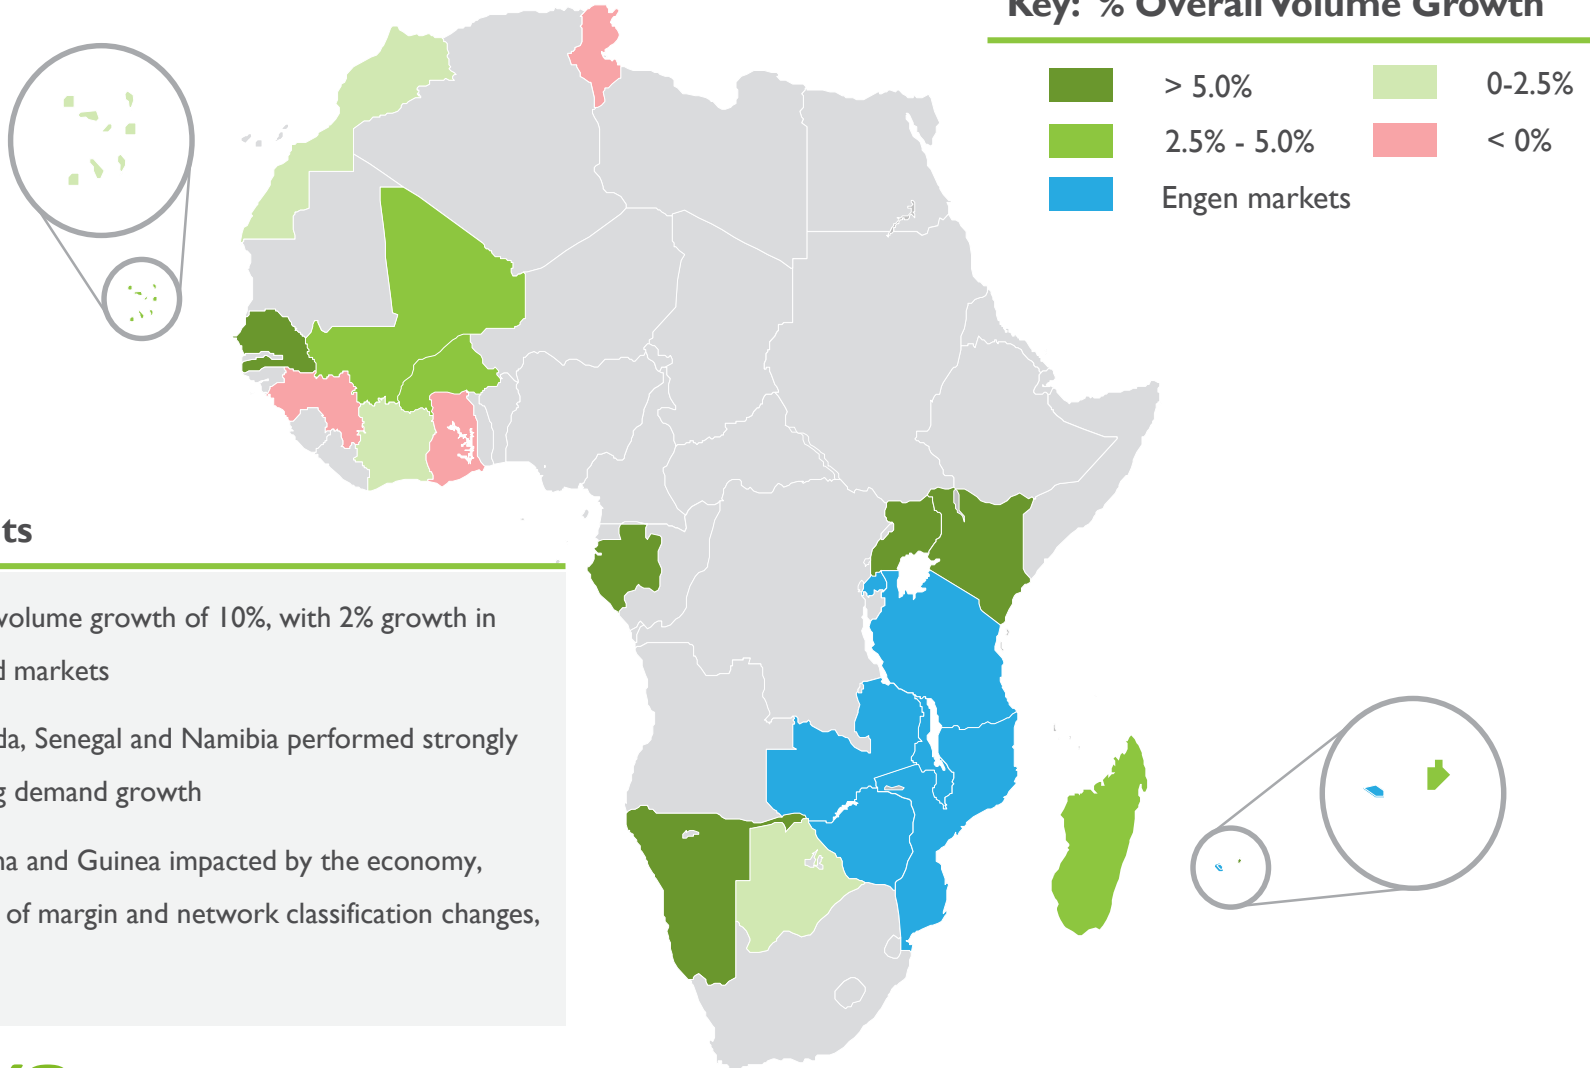 Key: % Overall Volume Growth
> 5.0%
0-2.5%
2.5% - 5.0%
< 0%
Engen markets
ts
volume growth of 10%, with 2% growth in
d markets
da, Senegal and Namibia performed strongly
g demand growth
na and Guinea impacted by the economy,
of margin and network classification changes,